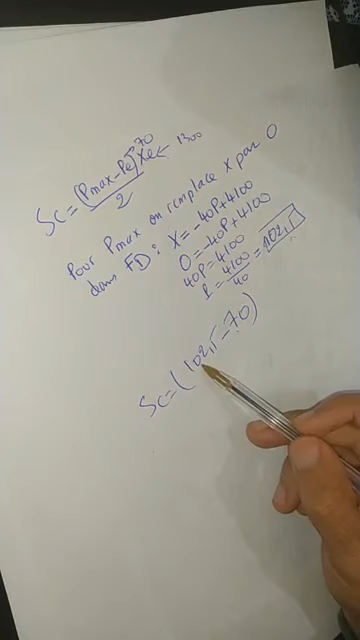 Sc = (Pmax - Pe) Xe ← 1300
70
2
Pour Pmax on remplace X par 0
dans FD : X = -40P + 4100
0 = -40P + 4100
40P = 4100
P = 4100 / 40 = 102,5
Sc = (102,5 - 70)